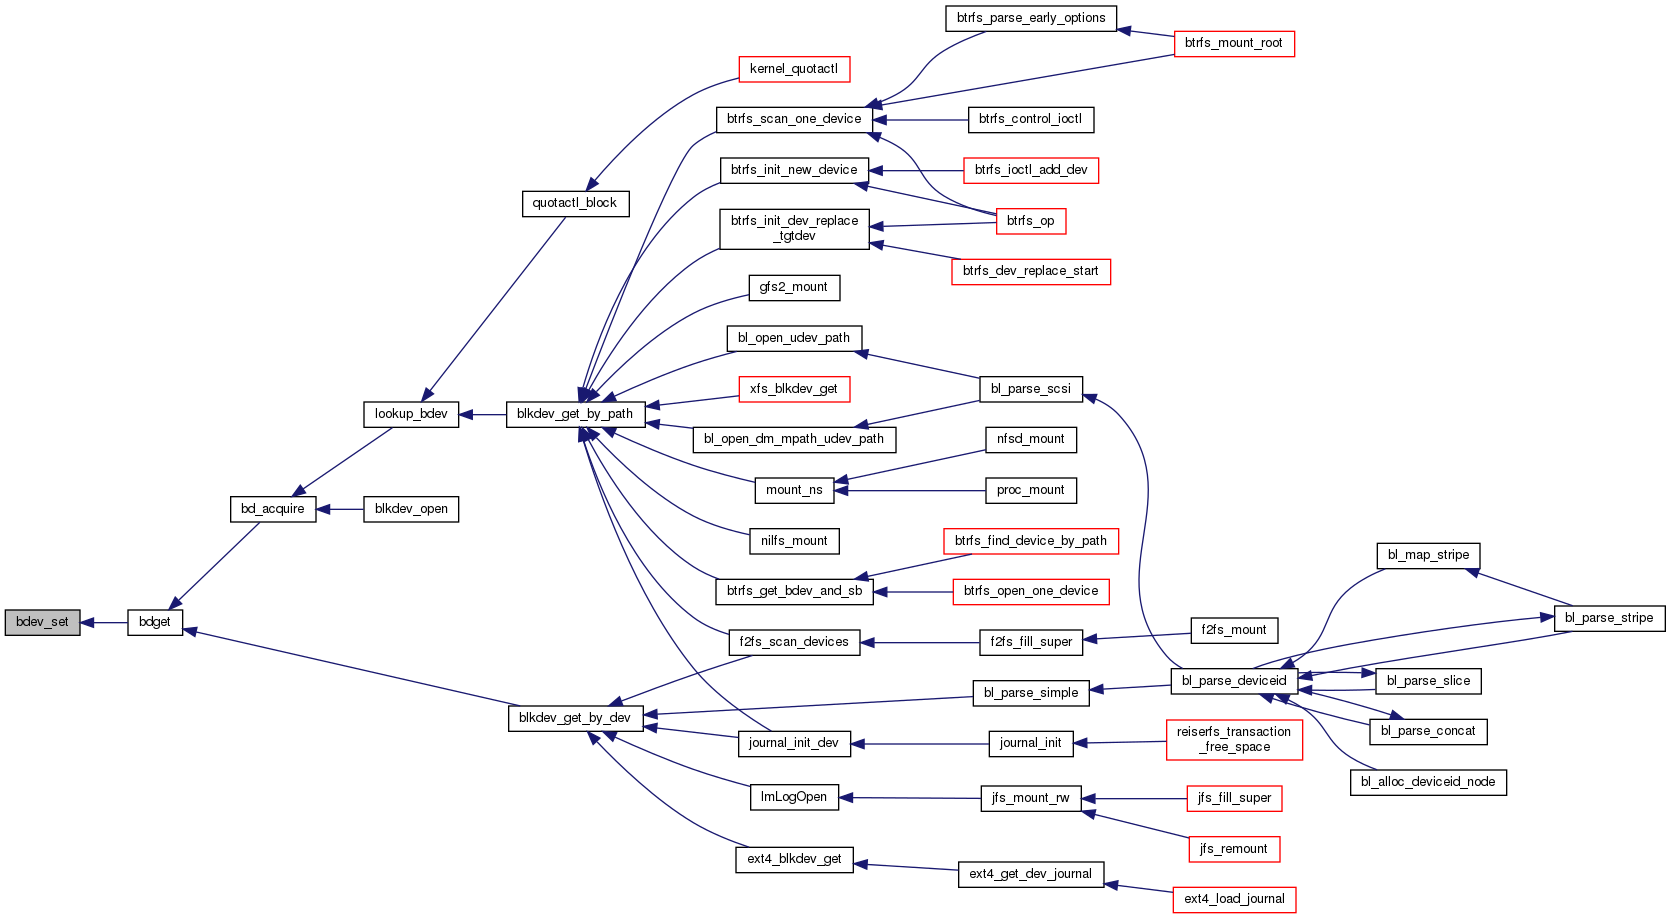 btrfs_parse_early_options
btrfs_mount_root
kernel_quotactl
btrfs_scan_one_device
btrfs_control_ioctl
btrfs_init_new_device
btrfs_ioctl_add_dev
quotactl_block
btrfs_init_dev_replace
_tgtdev
btrfs_op
btrfs_dev_replace_start
gfs2_mount
bl_open_udev_path
xfs_blkdev_get
bl_parse_scsi
lookup_bdev
blkdev_get_by_path
bl_open_dm_mpath_udev_path
nfsd_mount
mount_ns
proc_mount
bd_acquire
blkdev_open
nilfs_mount
btrfs_find_device_by_path
bl_map_stripe
btrfs_get_bdev_and_sb
btrfs_open_one_device
bdev_set
bdget
bl_parse_stripe
f2fs_scan_devices
f2fs_fill_super
f2fs_mount
bl_parse_deviceid
bl_parse_slice
bl_parse_simple
blkdev_get_by_dev
bl_parse_concat
journal_init_dev
journal_init
reiserfs_transaction
_free_space
bl_alloc_deviceid_node
lmLogOpen
jfs_mount_rw
jfs_fill_super
jfs_remount
ext4_blkdev_get
ext4_get_dev_journal
ext4_load_journal